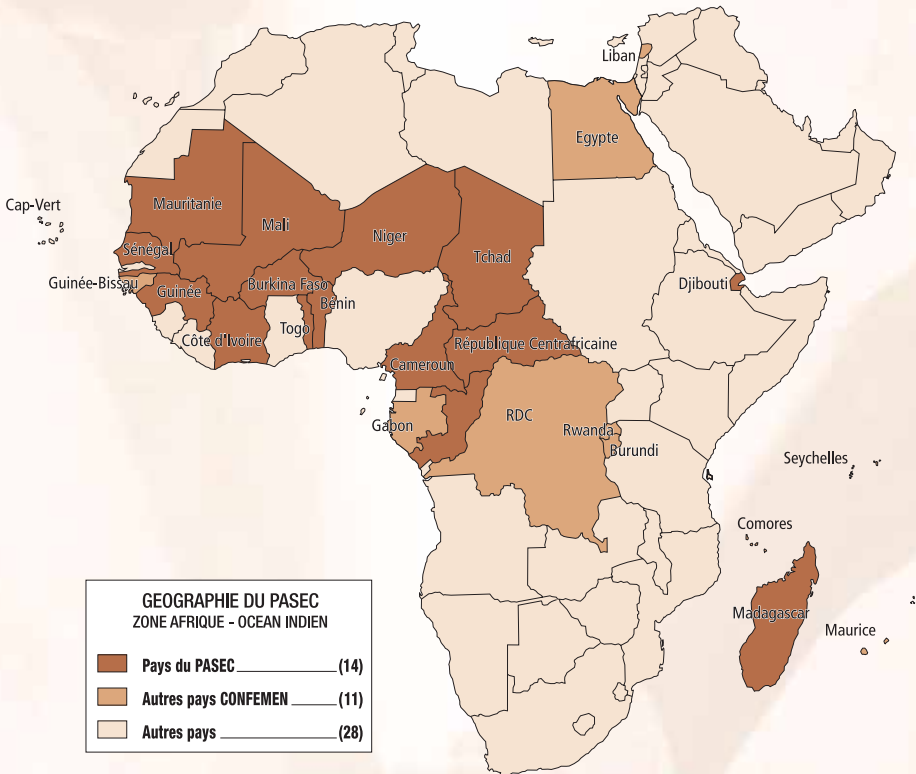 Liban
Egypte
Cap-Vert
Mauritanie
Mali
Niger
Tchad
Sénégal
Djibouti
Guinée-Bissau
Guinée
Burkina Faso
Bénin
Togo
Côte d'Ivoire
République Centrafricaine
Cameroun
Gabon
RDC
Rwanda
Burundi
Seychelles
Comores
Madagascar
Maurice
GEOGRAPHIE DU PASEC
ZONE AFRIQUE - OCEAN INDIEN
Pays du PASEC (14)
Autres pays CONFEMEN (11)
Autres pays (28)